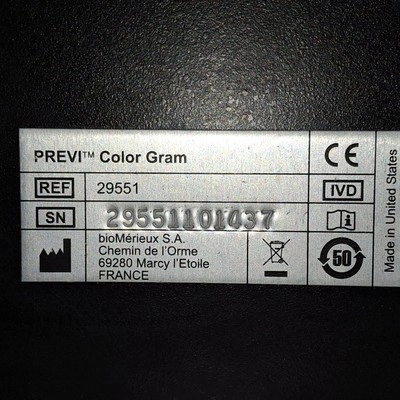 PREVI™ Color Gram
CE
REF 29551
IVD
SN 29551101437
bioMérieux S.A.
Chemin de l'Orme
69280 Marcy l'Etoile
FRANCE
50
Made in United States